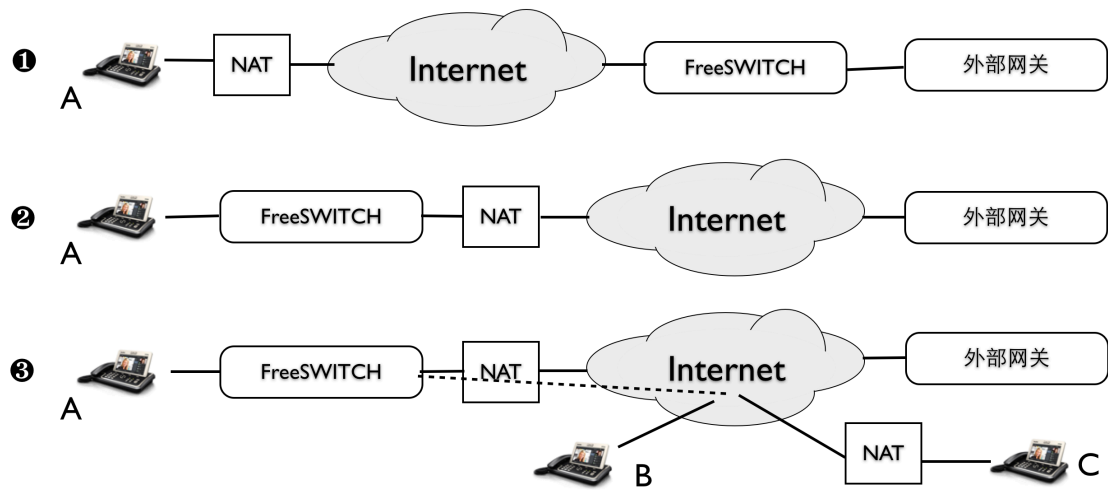 ❶
A
NAT
Internet
FreeSWITCH
外部网关
❷
A
FreeSWITCH
NAT
Internet
外部网关
❸
A
FreeSWITCH
NAT
Internet
外部网关
B
NAT
C